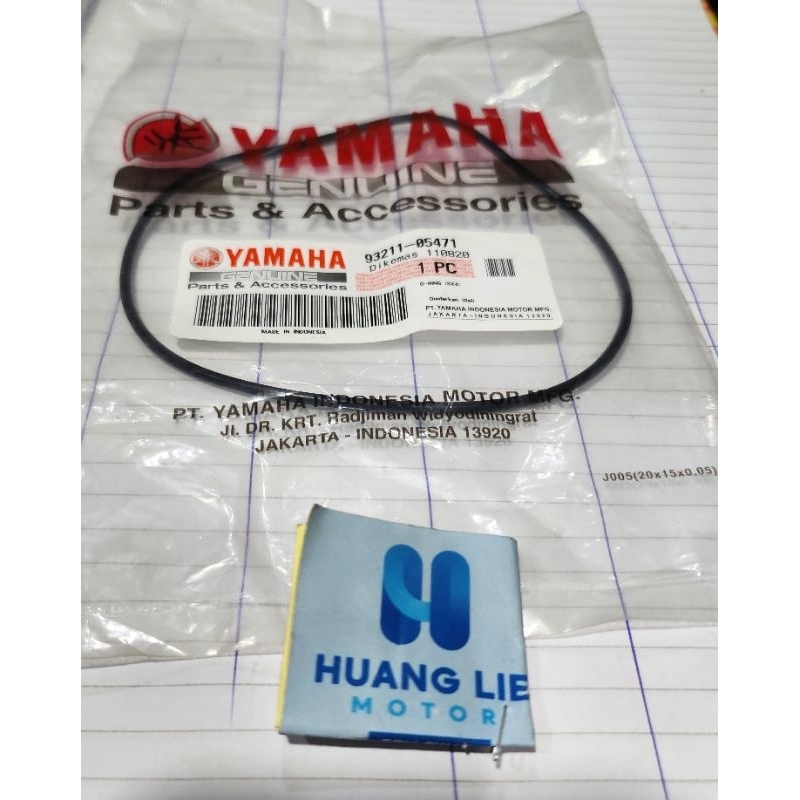 YAMAHA
GENUINE
Parts & Accessories
YAMAHA
GENUINE
Parts & Accessories
MADE IN INDONESIA
93211-05471
Dikemas 110820
1 PC
O-RING (5X4)
PT. YAMAHA INDONESIA MOTOR MFG.
JAKARTA - INDONESIA 13920
PT. YAMAHA INDONESIA MOTOR MFG.
Jl. DR. KRT. Radjiman Widyodiningrat
JAKARTA - INDONESIA 13920
J005(20x15x0.05)
HUANG LIE
MOTOR